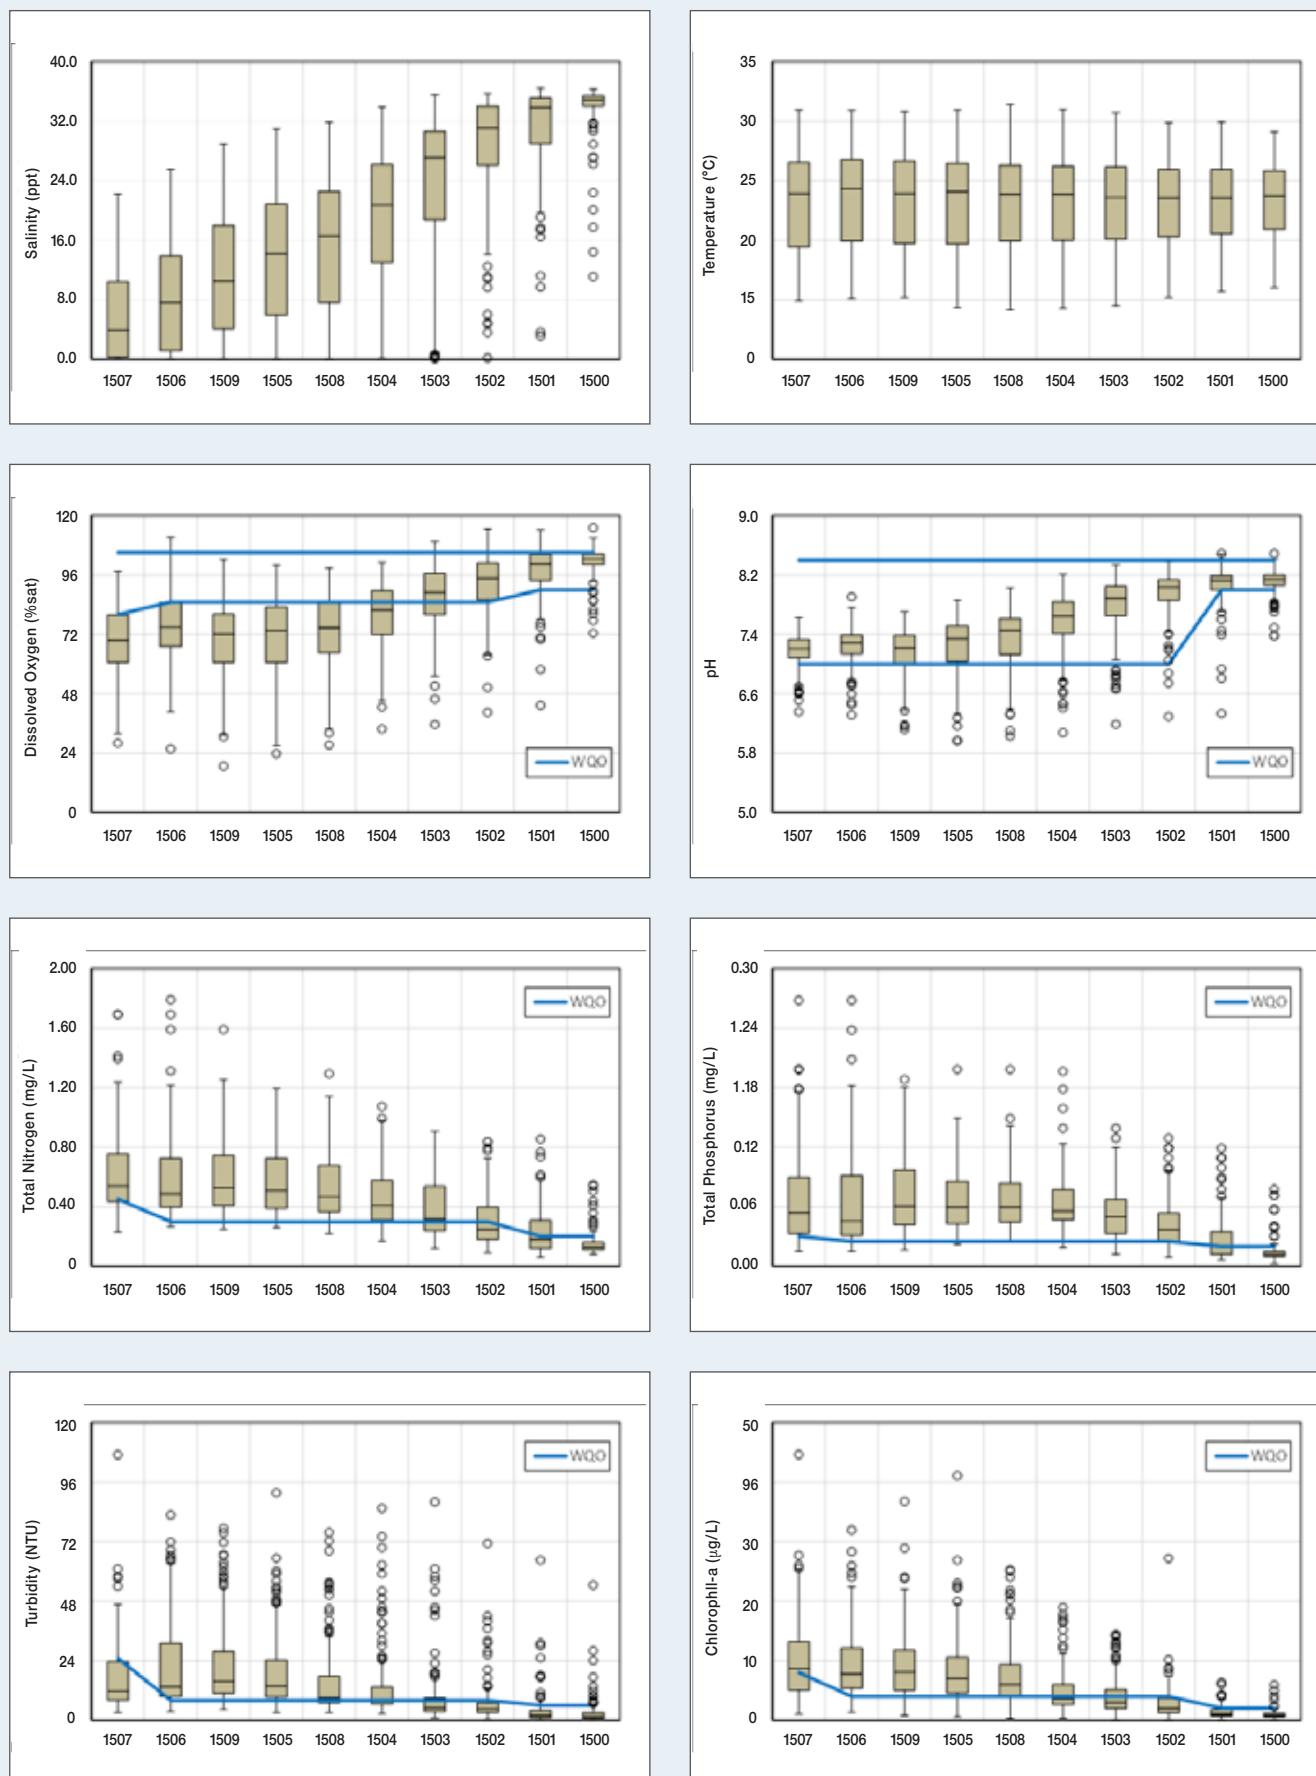 Salinity (ppt)
40.0
32.0
24.0
16.0
8.0
0.0
1507 1506 1509 1505 1508 1504 1503 1502 1501 1500
Temperature (°C)
35
30
25
20
15
0
1507 1506 1509 1505 1508 1504 1503 1502 1501 1500
Dissolved Oxygen (%sat)
120
96
72
48
24
0
WQO
1507 1506 1509 1505 1508 1504 1503 1502 1501 1500
pH
9.0
8.2
7.4
6.6
5.8
5.0
WQO
1507 1506 1509 1505 1508 1504 1503 1502 1501 1500
Total Nitrogen (mg/L)
2.00
1.60
1.20
0.80
0.40
0
WQO
1507 1506 1509 1505 1508 1504 1503 1502 1501 1500
Total Phosphorus (mg/L)
0.30
1.24
1.18
0.12
0.06
0.00
WQO
1507 1506 1509 1505 1508 1504 1503 1502 1501 1500
Turbidity (NTU)
120
96
72
48
24
0
WQO
1507 1506 1509 1505 1508 1504 1503 1502 1501 1500
Chlorophll-a (µg/L)
50
96
30
20
10
0
WQO
1507 1506 1509 1505 1508 1504 1503 1502 1501 1500